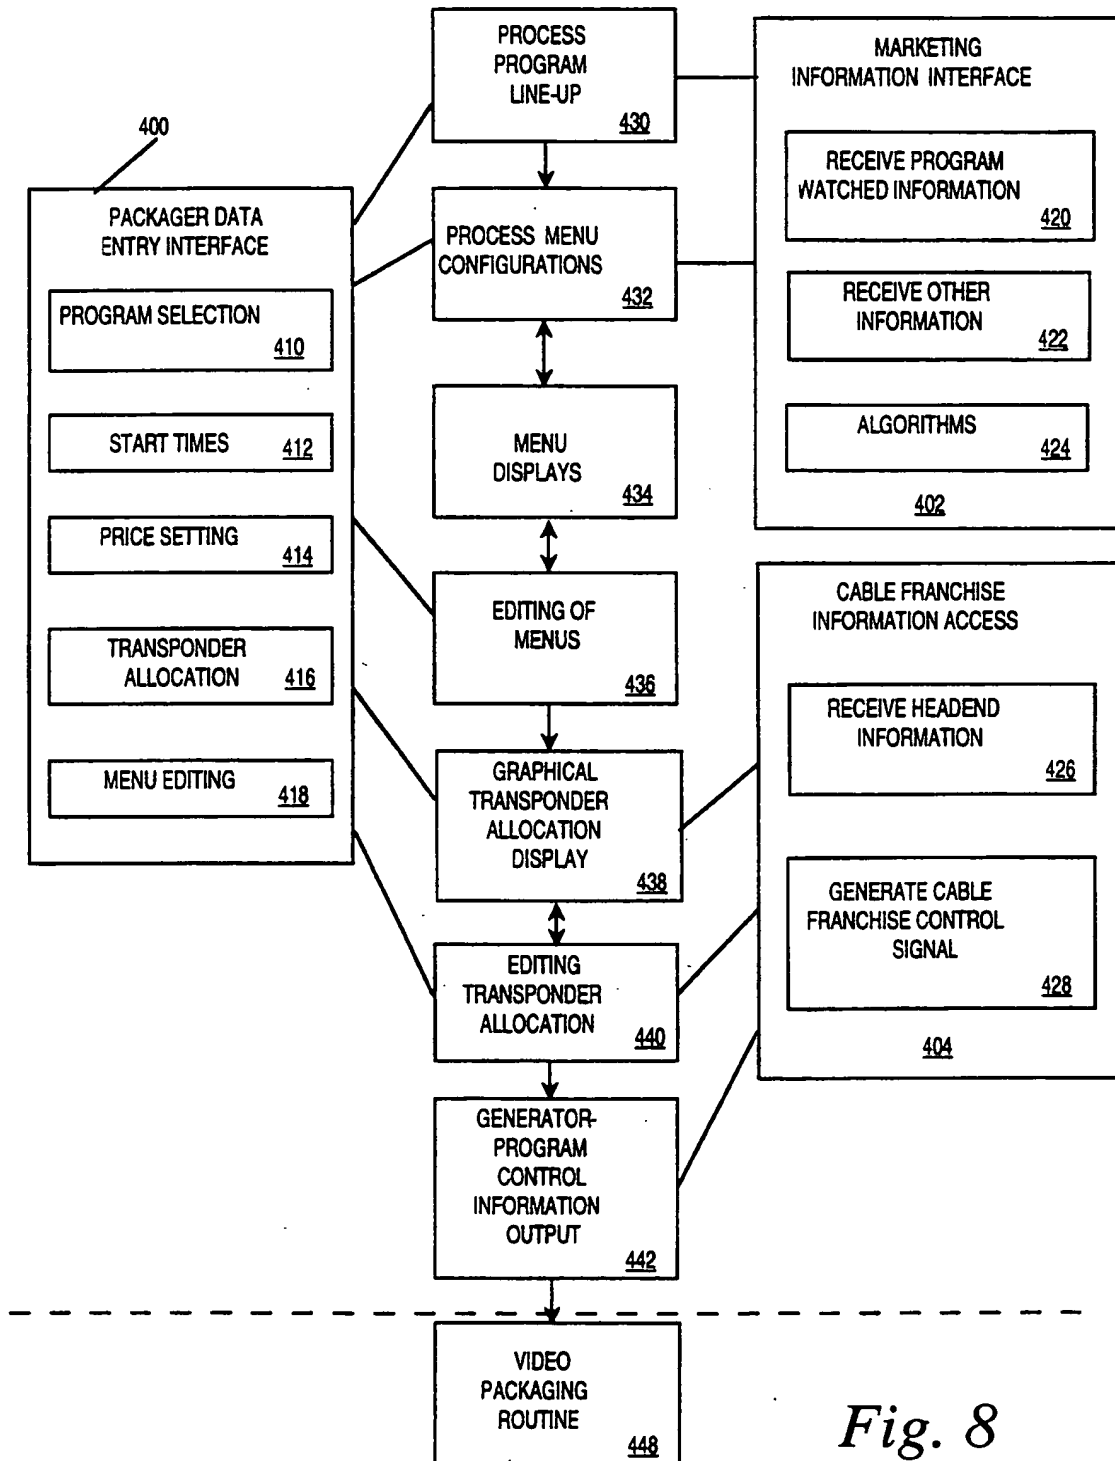 400
PACKAGER DATA
ENTRY INTERFACE
PROGRAM SELECTION
410
START TIMES
412
PRICE SETTING
414
TRANSPONDER
ALLOCATION
416
MENU EDITING
418
PROCESS
PROGRAM
LINE-UP
430
PROCESS MENU
CONFIGURATIONS
432
MENU
DISPLAYS
434
EDITING OF
MENUS
436
GRAPHICAL
TRANSPONDER
ALLOCATION
DISPLAY
438
EDITING
TRANSPONDER
ALLOCATION
440
GENERATOR-
PROGRAM
CONTROL
INFORMATION
OUTPUT
442
VIDEO
PACKAGING
ROUTINE
448
MARKETING
INFORMATION INTERFACE
RECEIVE PROGRAM
WATCHED INFORMATION
420
RECEIVE OTHER
INFORMATION
422
ALGORITHMS
424
402
CABLE FRANCHISE
INFORMATION ACCESS
RECEIVE HEADEND
INFORMATION
426
GENERATE CABLE
FRANCHISE CONTROL
SIGNAL
428
404
Fig. 8